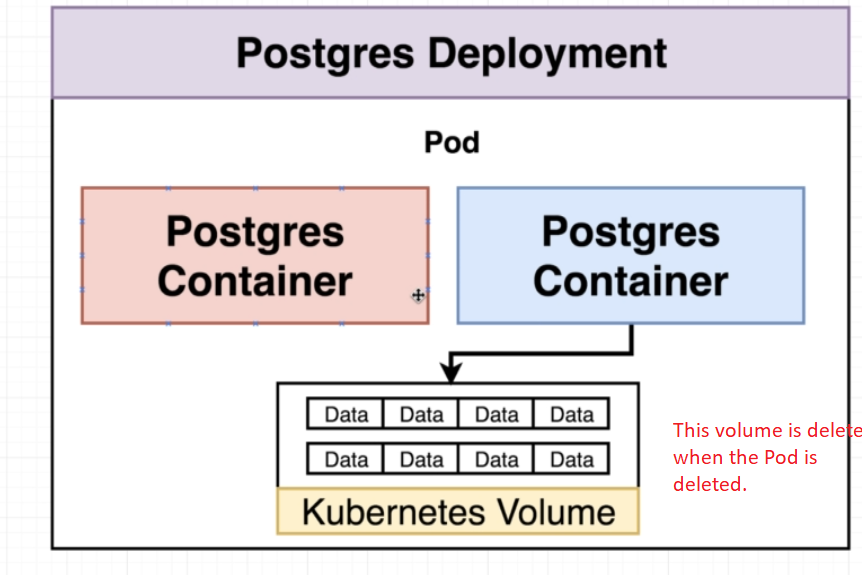 Postgres Deployment
Pod
Postgres
Container
Postgres
Container
Data Data Data Data
Data Data Data Data
Kubernetes Volume
This volume is delete
when the Pod is
deleted.